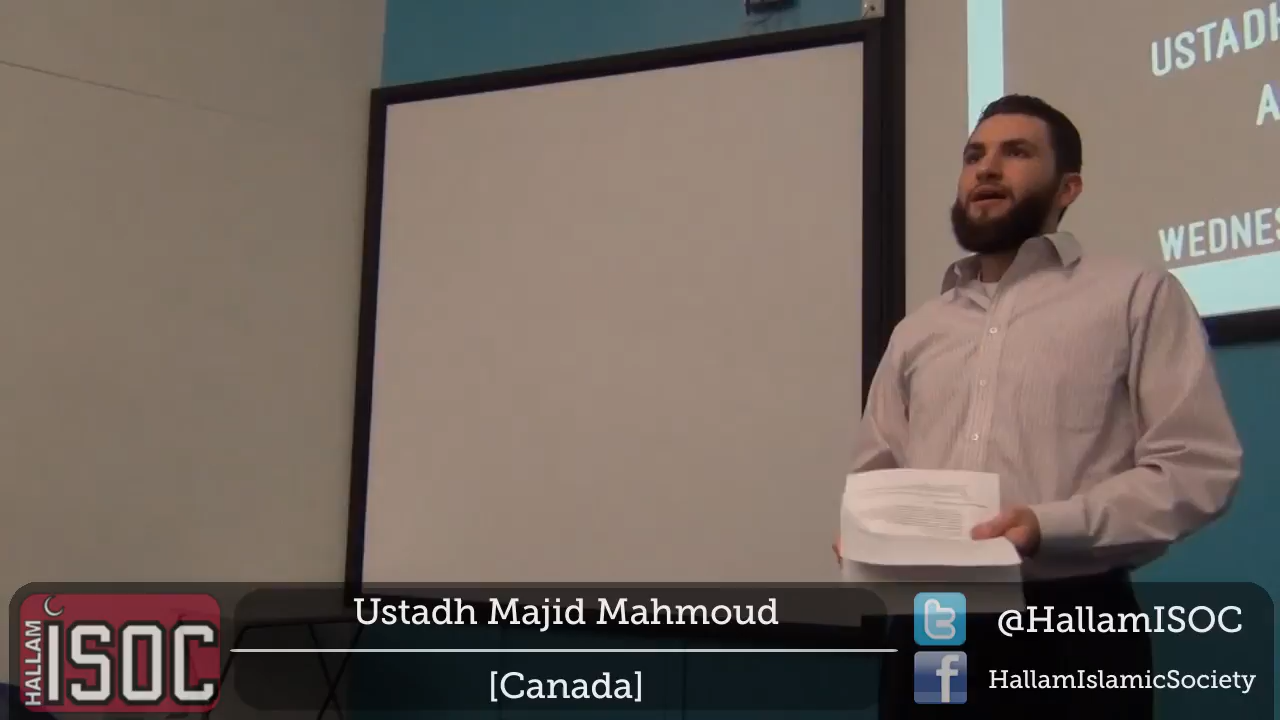 USTADH
A
WEDNES
Ustadh Majid Mahmoud
[Canada]
HALLAM
ISOC
@HallamISOC
HallamIslamicSociety